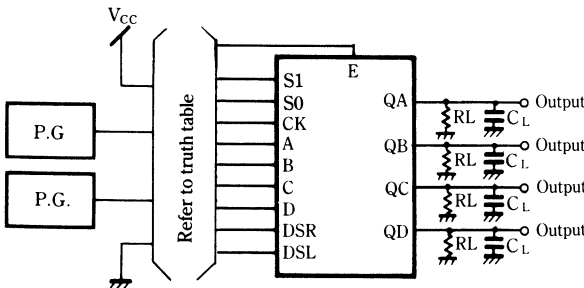 VCC
P.G
P.G.
Refer to truth table
E
S1
S0
CK
A
B
C
D
DSR
DSL
QA
QB
QC
QD
RL CL Output
RL CL Output
RL CL Output
RL CL Output